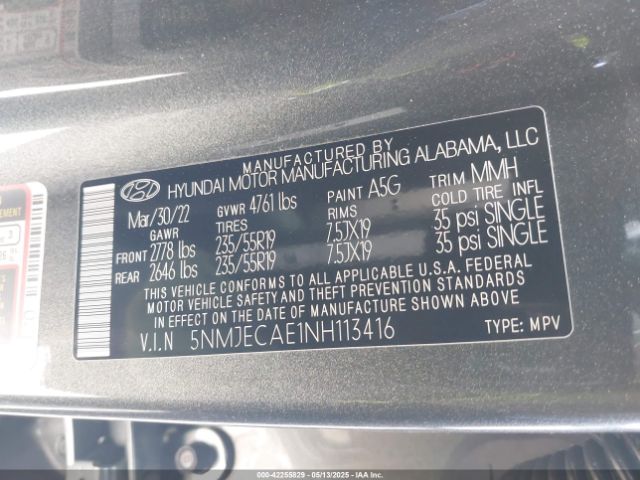 MANUFACTURED BY
HYUNDAI MOTOR MANUFACTURING ALABAMA, LLC
Mar/30/22 GVWR 4761 lbs PAINT A5G TRIM MMH
GAWR TIRES RIMS COLD TIRE INFL
FRONT 2778 lbs 235/55R19 7.5JX19 35 psi SINGLE
REAR 2646 lbs 235/55R19 7.5JX19 35 psi SINGLE
THIS VEHICLE CONFORMS TO ALL APPLICABLE U.S.A. FEDERAL
MOTOR VEHICLE SAFETY AND THEFT PREVENTION STANDARDS
IN EFFECT ON THE DATE OF MANUFACTURE SHOWN ABOVE.
V.I.N 5NMJECAE1NH113416 TYPE: MPV
000-42255829 - 05/13/2025 - IAAI.COM